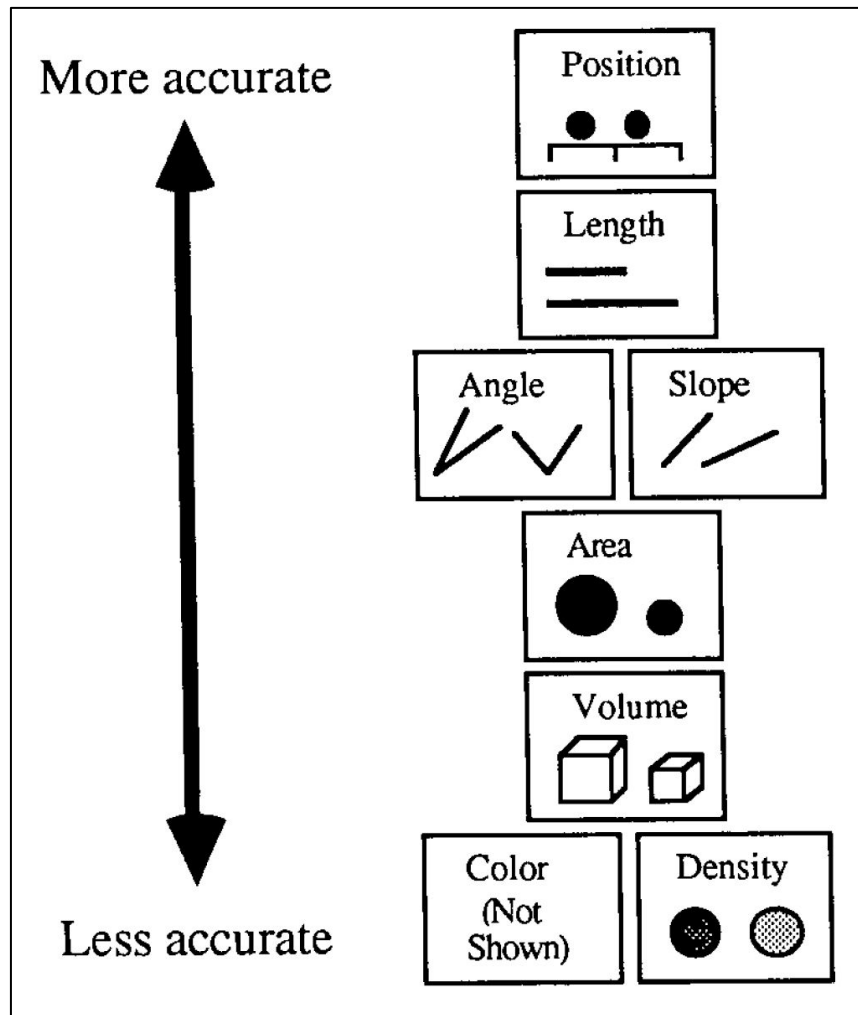 More accurate
Position
Length
Angle
Slope
Area
Volume
Color
(Not
Shown)
Density
Less accurate